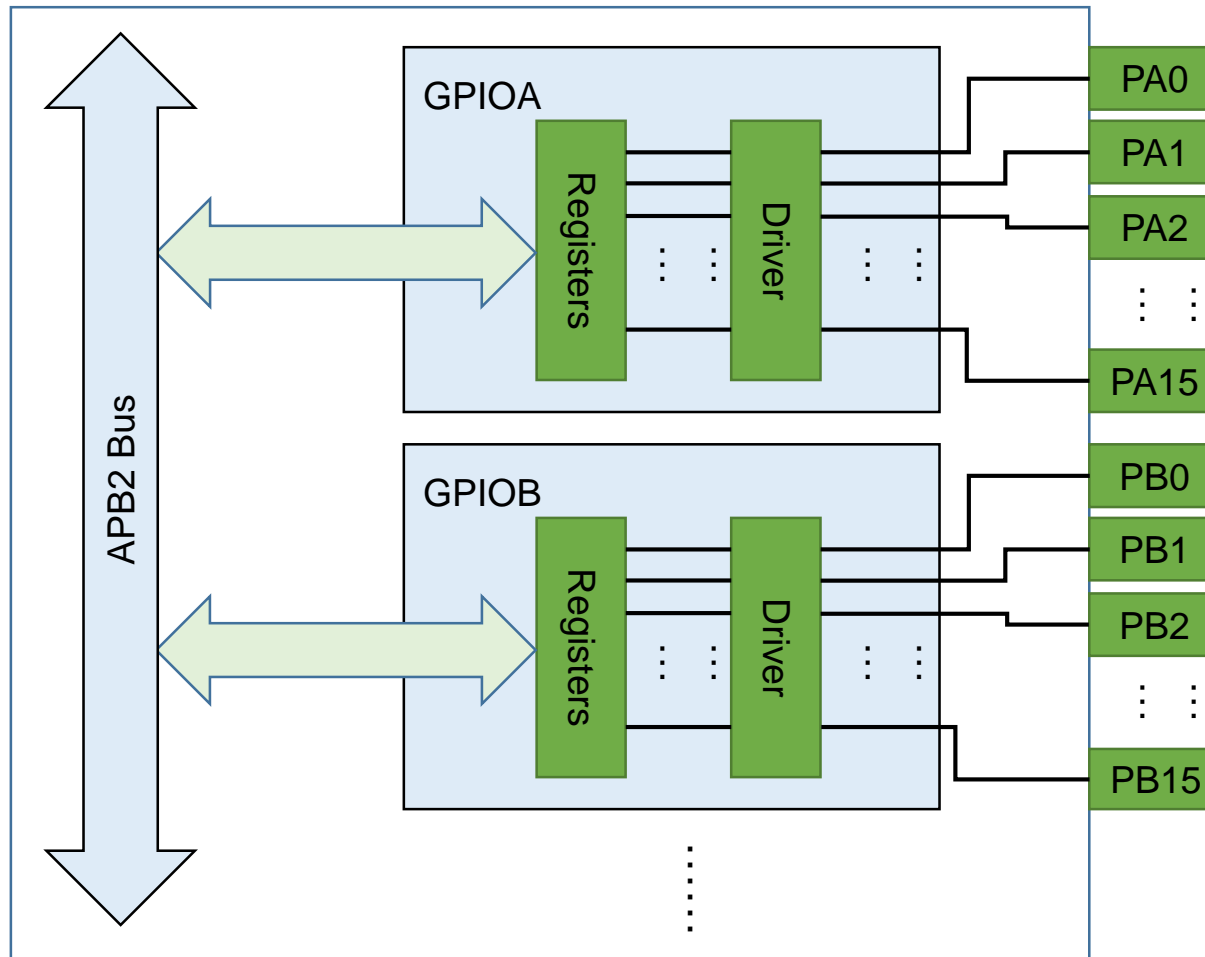 APB2 Bus
GPIOA
Registers
Driver
PA0
PA1
PA2
PA15
GPIOB
Registers
Driver
PB0
PB1
PB2
PB15